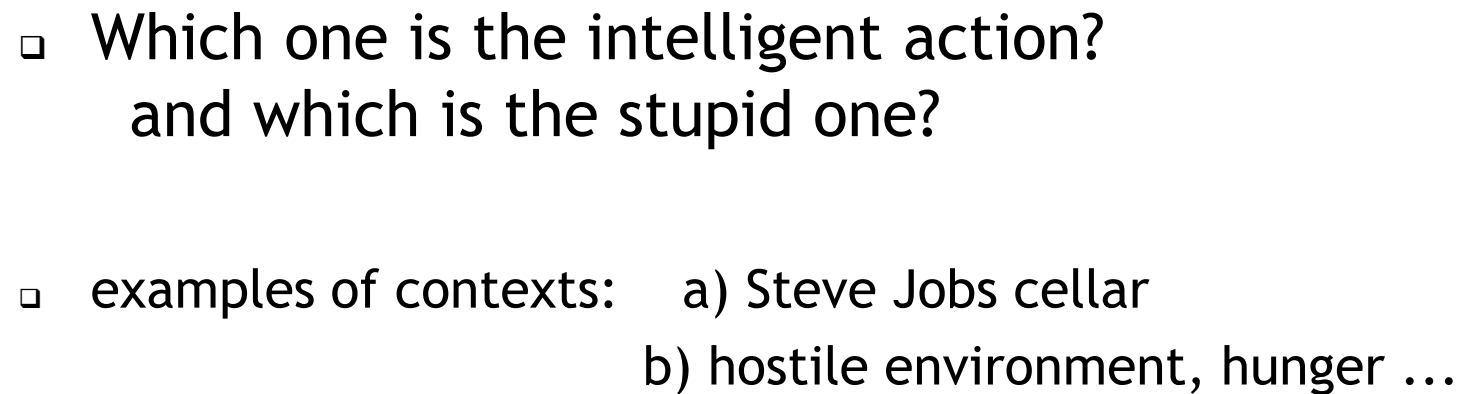 ❑ Which one is the intelligent action?
and which is the stupid one?
❑ examples of contexts: a) Steve Jobs cellar
b) hostile environment, hunger ...